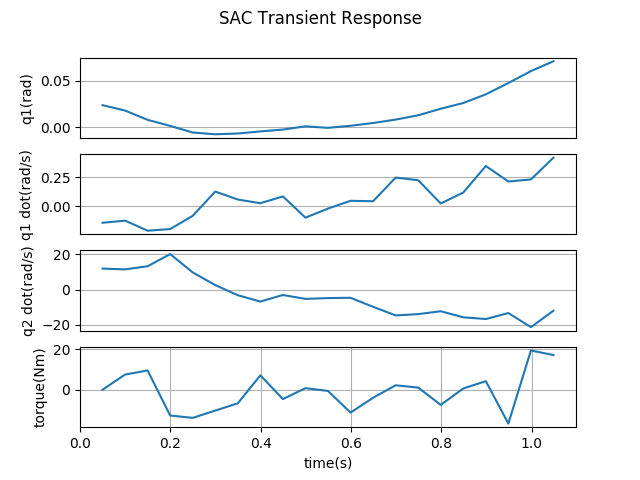 SAC Transient Response
0.05
0.00
q1(rad)
0.25
0.00
q1 dot(rad/s)
20
0
−20
q2 dot(rad/s)
20
0
torque(Nm)
0.0 0.2 0.4 0.6 0.8 1.0
time(s)